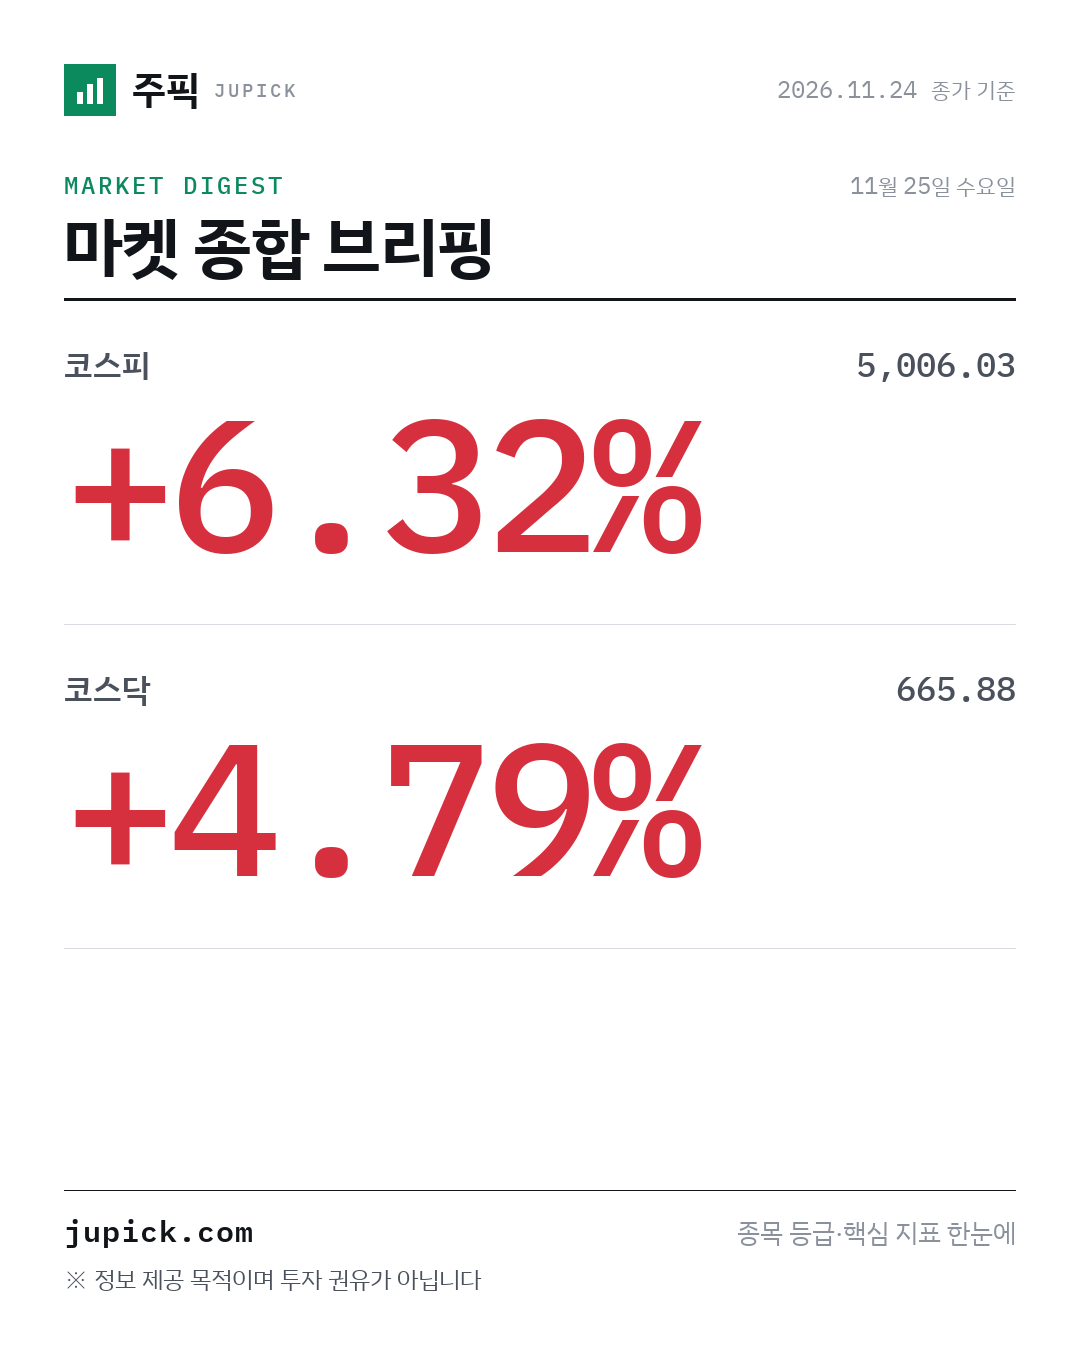 주픽 JUPICK 2026.11.24 종가 기준
MARKET DIGEST 11월 25일 수요일
마켓 종합 브리핑
코스피 5,006.03
+6.32%
코스닥 665.88
+4.79%
jupick.com 종목 등급·핵심 지표 한눈에
※ 정보 제공 목적이며 투자 권유가 아닙니다